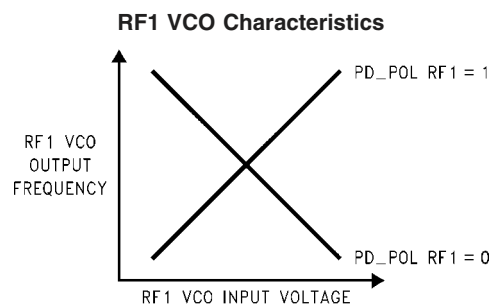 RF1 VCO Characteristics
PD_POL RF1 = 1
RF1 VCO
OUTPUT
FREQUENCY
PD_POL RF1 = 0
RF1 VCO INPUT VOLTAGE